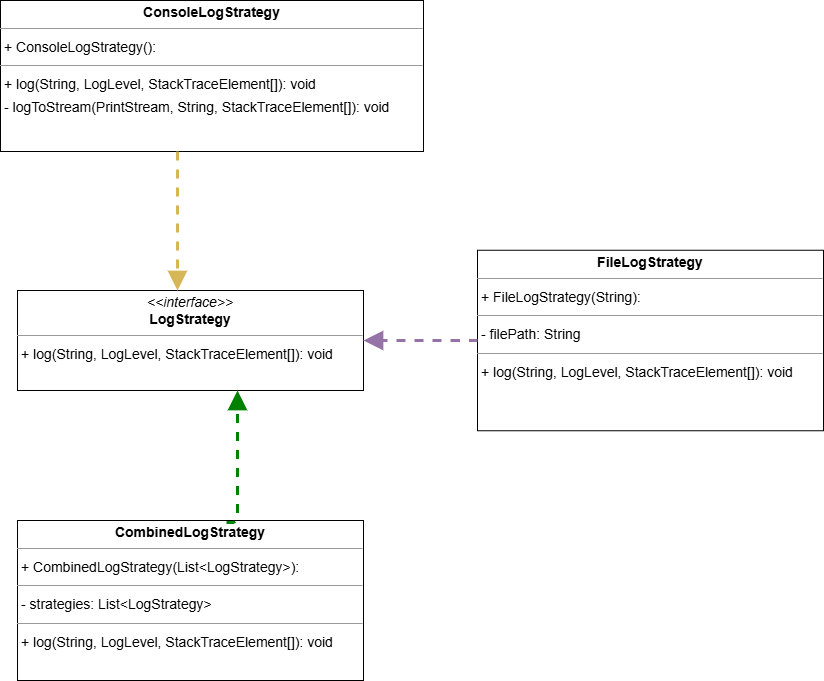 ConsoleLogStrategy
+ ConsoleLogStrategy():
+ log(String, LogLevel, StackTraceElement[]): void
- logToStream(PrintStream, String, StackTraceElement[]): void
<<interface>>
LogStrategy
+ log(String, LogLevel, StackTraceElement[]): void
FileLogStrategy
+ FileLogStrategy(String):
- filePath: String
+ log(String, LogLevel, StackTraceElement[]): void
CombinedLogStrategy
+ CombinedLogStrategy(List<LogStrategy>):
- strategies: List<LogStrategy>
+ log(String, LogLevel, StackTraceElement[]): void